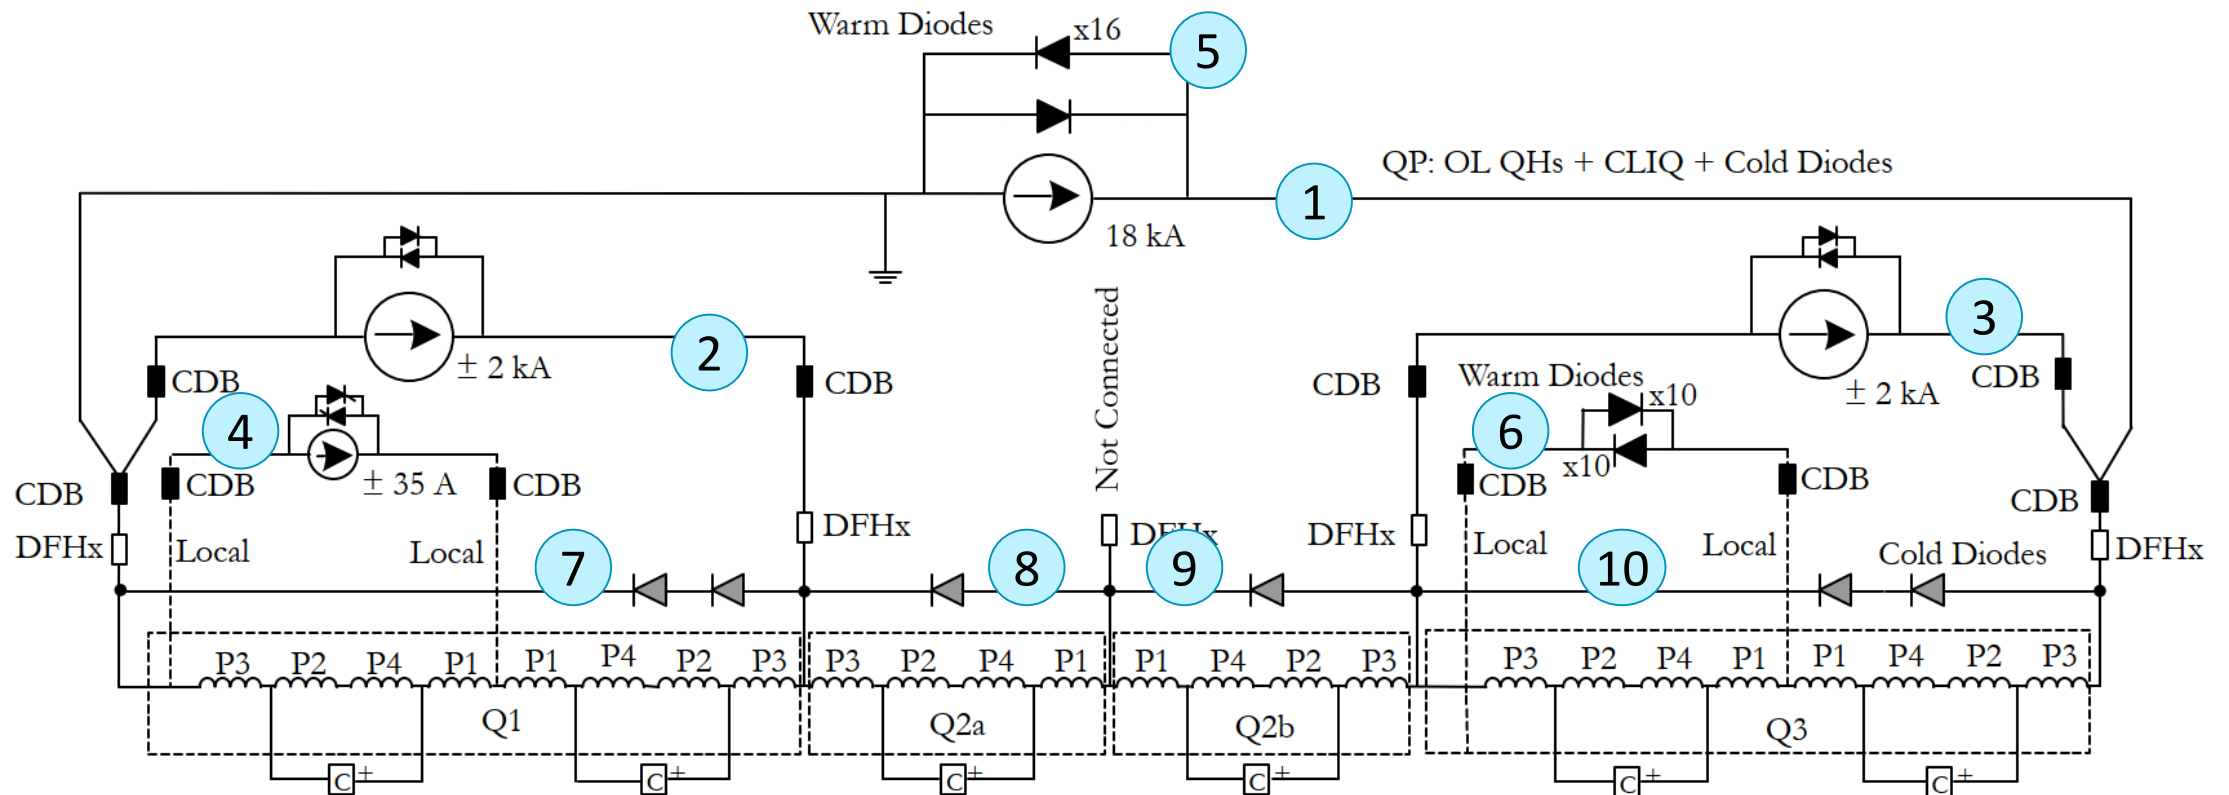 Warm Diodes
x16
5
QP: OL QHs + CLIQ + Cold Diodes
1
18 kA
2
± 2 kA
3
± 2 kA
Not Connected
CDB
CDB
CDB
Warm Diodes
CDB
x10
4
6
x10
CDB
CDB
± 35 A
CDB
CDB
CDB
CDB
DFHx
DFHx
DFHx
DFHx
DFHx
Local
Local
Local
Local
Cold Diodes
7
8
9
10
P3 P2 P4 P1 P1 P4 P2 P3
P3 P2 P4 P1
P1 P4 P2 P3
P3 P2 P4 P1 P1 P4 P2 P3
Q1
Q2a
Q2b
Q3
C +
C +
C +
C +
C +
C +